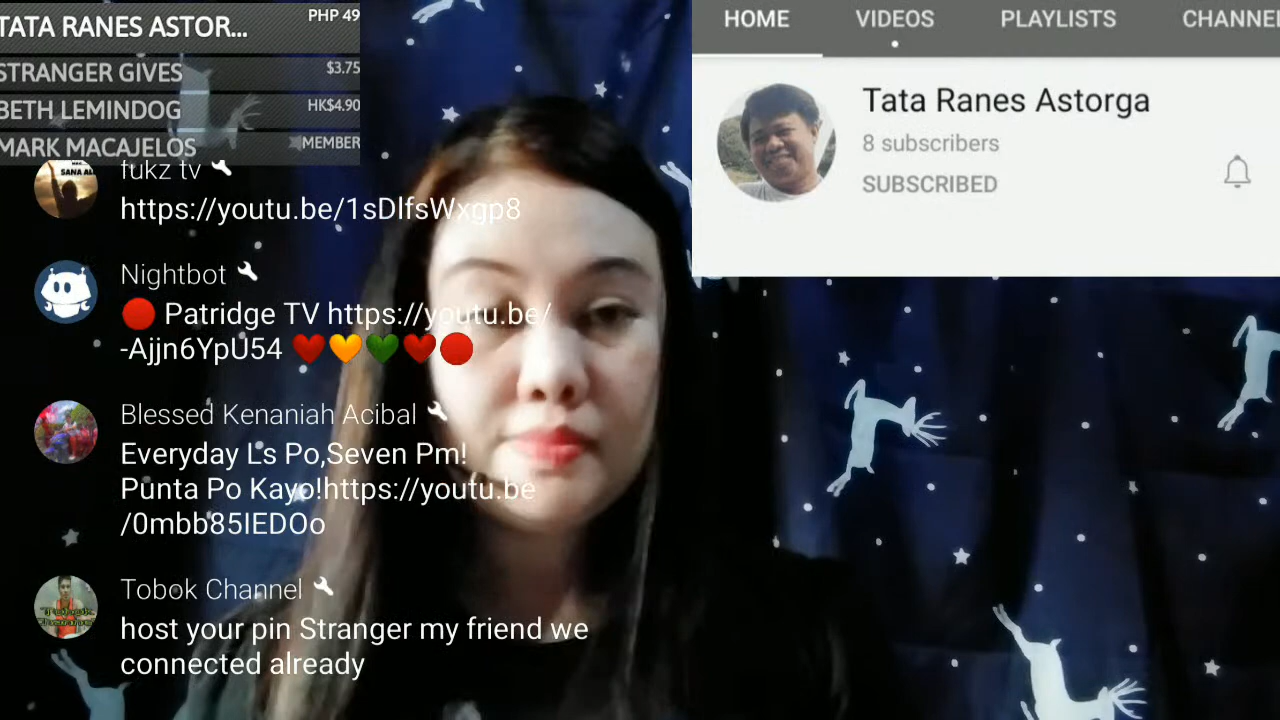 TATA RANES ASTOR... PHP 49
STRANGER GIVES $3.75
BETH LEMINDOG HK$4.90
MARK MACAJELOS MEMBER
fukz tv
https://youtu.be/1sDlfsWxgp8
Nightbot
🔴 Patridge TV https://youtu.be/
-Ajjn6YpU54 ❤️🧡💚❤️🔴
Blessed Kenaniah Acibal
Everyday Ls Po,Seven Pm!
Punta Po Kayo!https://youtu.be
/0mbb85IEDOo
Tobok Channel
host your pin Stranger my friend we
connected already
HOME VIDEOS PLAYLISTS CHANNE
Tata Ranes Astorga
8 subscribers
SUBSCRIBED